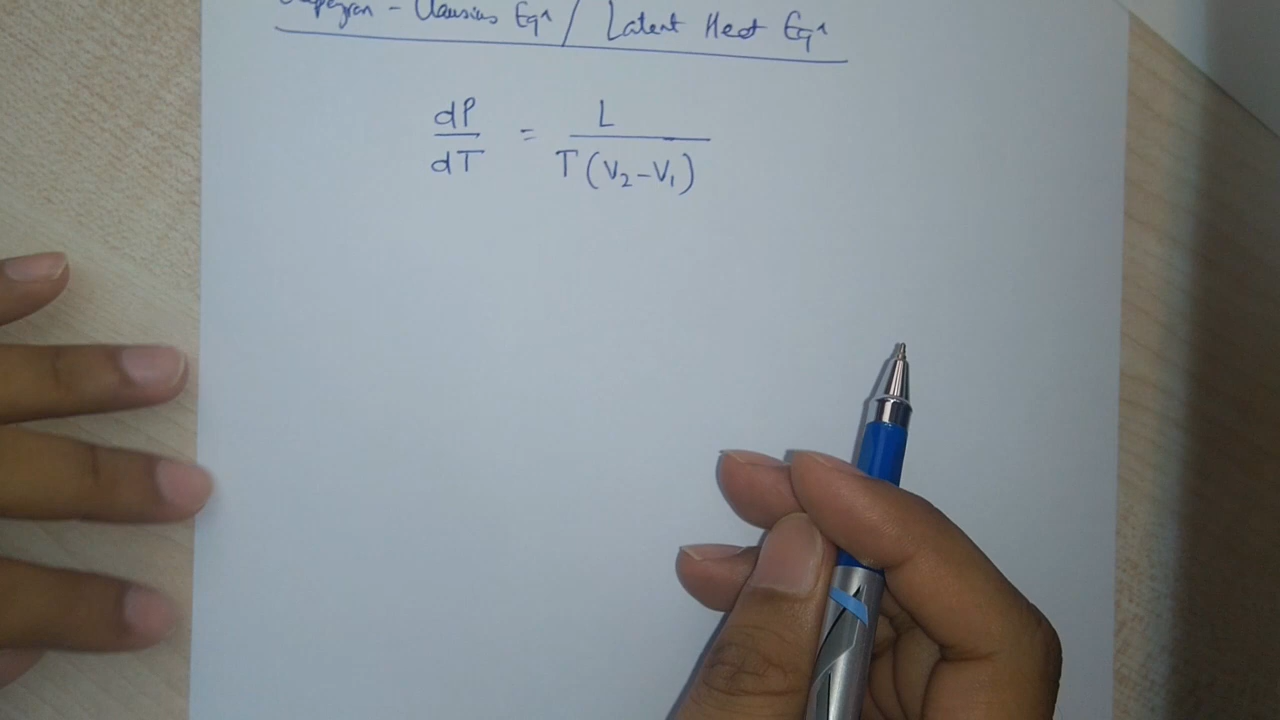 - Clausius Eqⁿ / Latent Heat Eqⁿ
dP/dT = L/T(V₂-V₁)